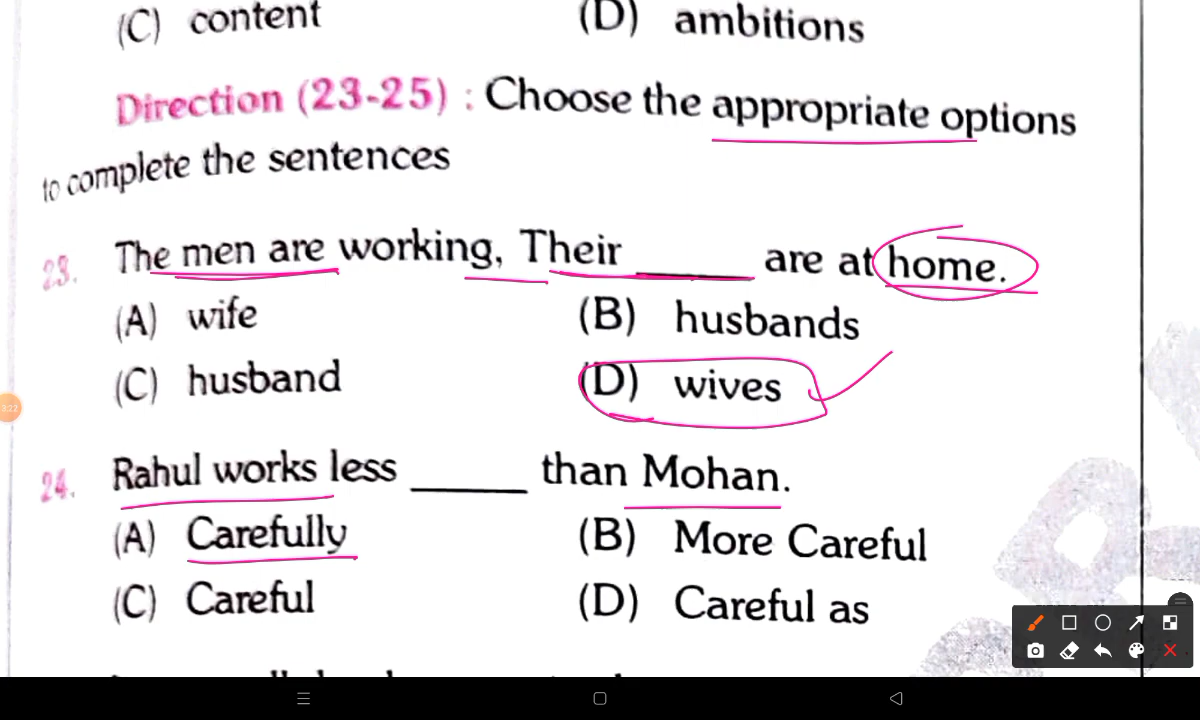 (C) content (D) ambitions
Direction (23-25) : Choose the appropriate options
to complete the sentences
23. The men are working, Their ______ are at home.
(A) wife (B) husbands
(C) husband (D) wives
24. Rahul works less ______ than Mohan.
(A) Carefully (B) More Careful
(C) Careful (D) Careful as